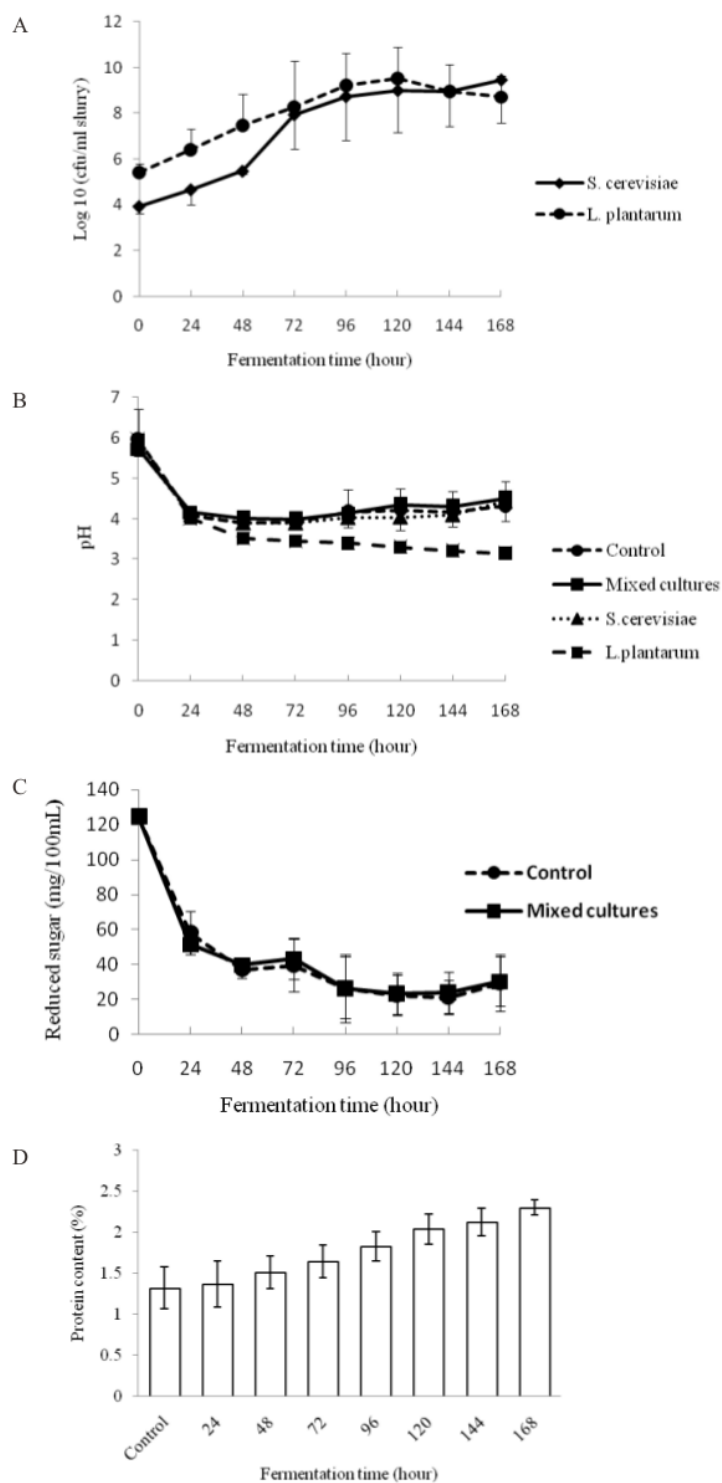 A
Log 10 (cfu/ml slurry)
12
10
8
6
4
2
0
0 24 48 72 96 120 144 168
Fermentation time (hour)
S. cerevisiae
L. plantarum
B
pH
7
6
5
4
3
2
1
0
0 24 48 72 96 120 144 168
Fermentation time (hour)
Control
Mixed cultures
S.cerevisiae
L.plantarum
C
Reduced sugar (mg/100mL)
140
120
100
80
60
40
20
0
0 24 48 72 96 120 144 168
Fermentation time (hour)
Control
Mixed cultures
D
Protein content (%)
3
2.5
2
1.5
1
0.5
0
Control 24 48 72 96 120 144 168
Fermentation time (hour)